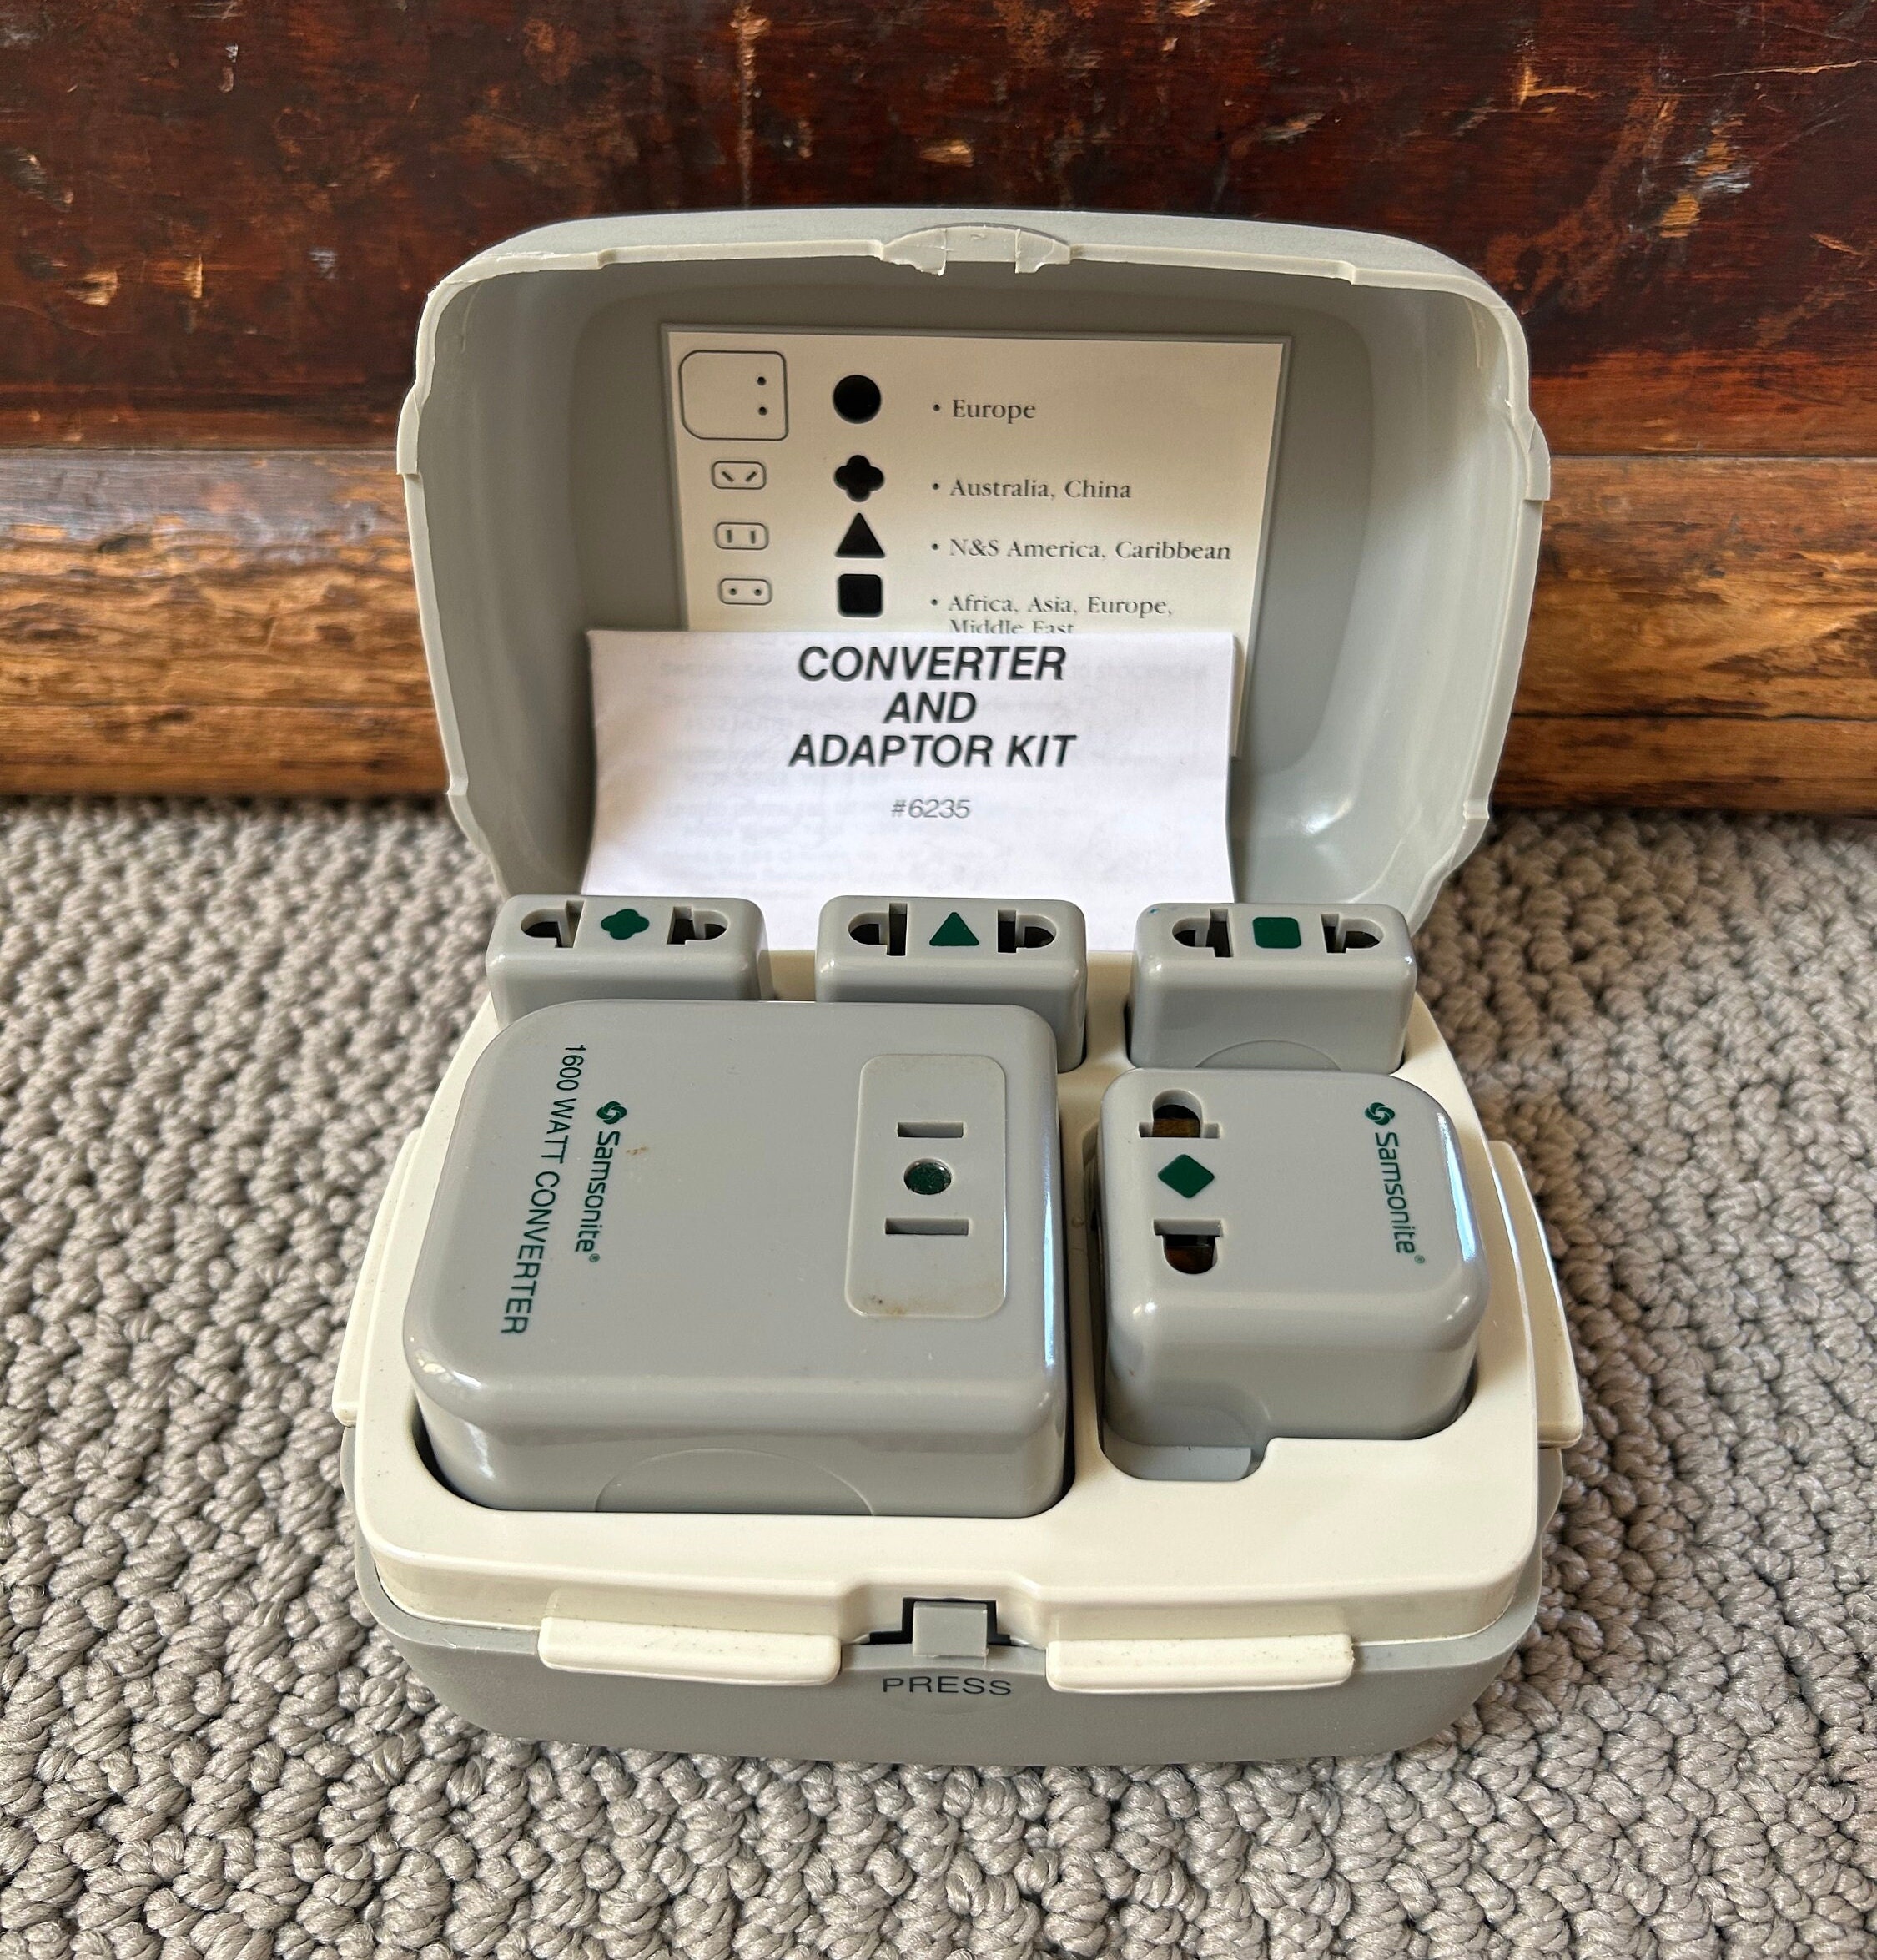 • Europe
• Australia, China
• N&S America, Caribbean
• Africa, Asia, Europe,
Middle East
CONVERTER
AND
ADAPTOR KIT
#6235
Samsonite®
1600 WATT CONVERTER
Samsonite®
PRESS